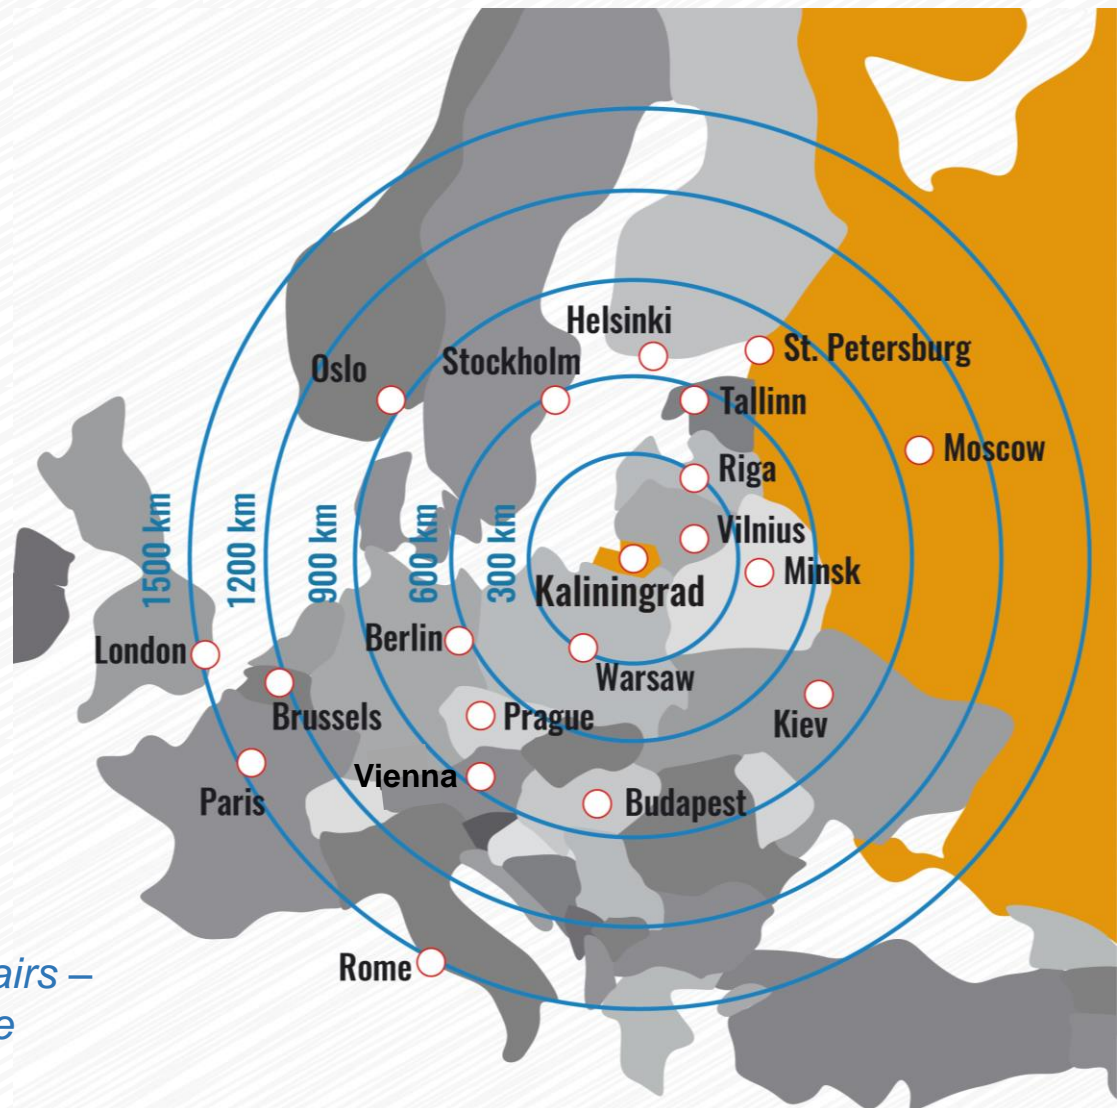 Helsinki
St. Petersburg
Oslo
Stockholm
Tallinn
Moscow
Riga
1500 km
1200 km
900 km
600 km
300 km
Vilnius
Minsk
Kaliningrad
Berlin
London
Warsaw
Brussels
Prague
Kiev
Vienna
Paris
Budapest
Rome
airs –
e